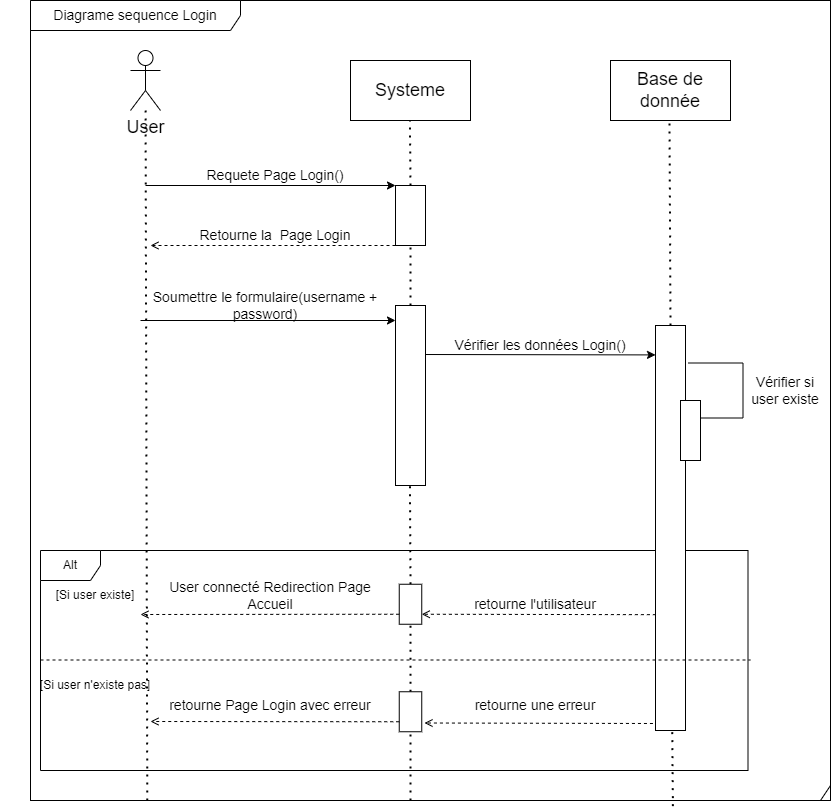 Diagrame sequence Login
User
Systeme
Base de
donnée
Requete Page Login()
Retourne la  Page Login
Soumettre le formulaire(username +
password)
Vérifier les données Login()
Vérifier si
user existe
Alt
[Si user existe]
User connecté Redirection Page
Accueil
retourne l'utilisateur
[Si user n'existe pas]
retourne Page Login avec erreur
retourne une erreur